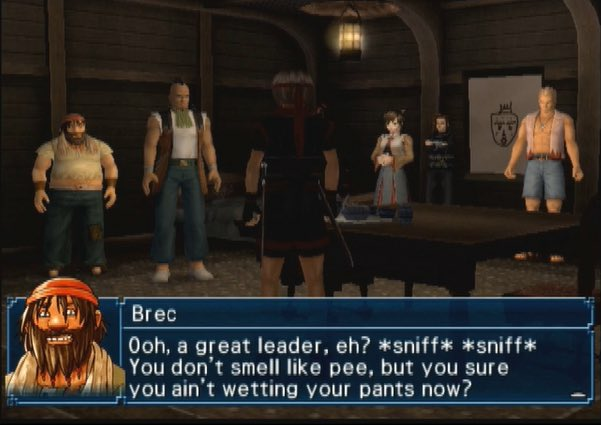 Brec
Ooh, a great leader, eh? *sniff* *sniff*
You don't smell like pee, but you sure
you ain't wetting your pants now?